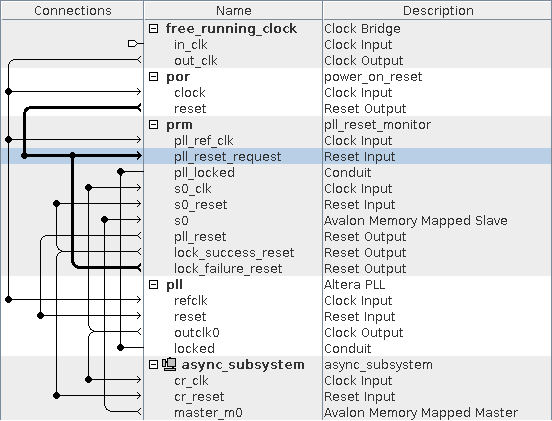 Connections Name Description
free_running_clock Clock Bridge
in_clk Clock Input
out_clk Clock Input
por power_on_reset
clock Clock Input
reset Reset Output
prm pll_reset_monitor
pll_ref_clk Clock Input
pll_reset_request Reset Input
pll_locked Conduit
s0_clk Clock Input
s0_reset Reset Input
s0 Avalon Memory Mapped Slave
pll_reset Reset Output
lock_success_reset Reset Output
lock_failure_reset Reset Output
pll Altera PLL
refclk Clock Input
reset Reset Input
outclk0 Clock Output
locked Conduit
async_subsystem async_subsystem
cr_clk Clock Input
cr_reset Reset Input
master_m0 Avalon Memory Mapped Master